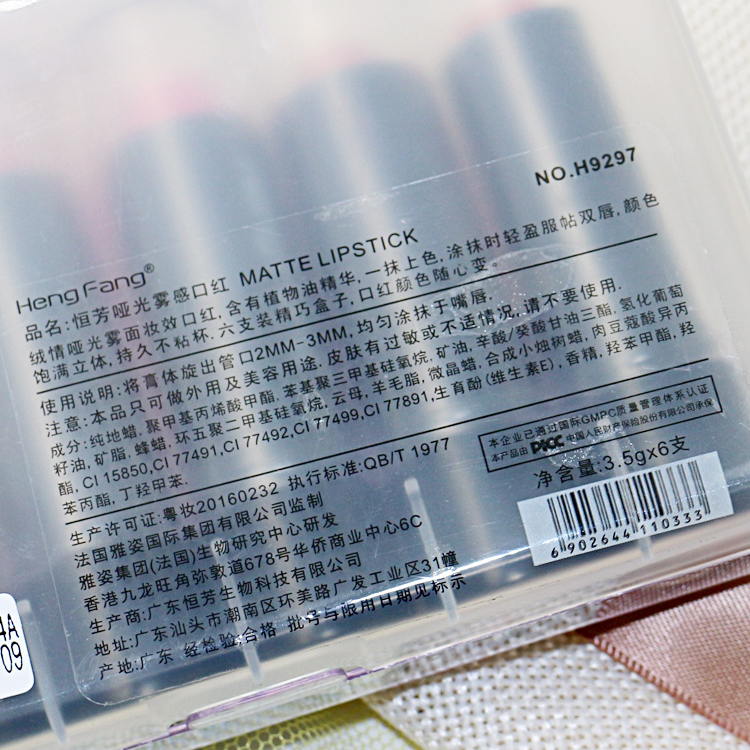 NO.H9297
Heng Fang®
品名:恒芳哑光雾感口红 MATTE LIPSTICK
绒情哑光雾面妆效口红,含有植物油精华,一抹上色,涂抹时轻盈服帖双唇,颜色
饱满立体,持久不粘杯.六支装精巧盒子,口红颜色随心变。
使用说明:将膏体旋出管口2MM-3MM,均匀涂抹于嘴唇.
注意:本品只可做外用及美容用途.皮肤有过敏或不适情况,请不要使用.
成分:纯地蜡,聚甲基丙烯酸甲酯,苯基聚三甲基硅氧烷,矿油,辛酸/癸酸甘油三酯,氢化葡萄
籽油,矿脂,蜂蜡,环五聚二甲基硅氧烷,云母,羊毛脂,微晶蜡,合成小烛树蜡,肉豆蔻酸异丙
酯,CI 15850,CI 77491,CI 77492,CI 77499,CI 77891,生育酚(维生素E),香精,羟苯甲酯,羟
苯丙酯,丁羟甲苯.
生产许可证:粤妆20160232 执行标准:QB/T 1977
法国雅姿国际集团有限公司监制
雅姿集团(法国)生物研究中心研发
香港九龙旺角弥敦道678号华侨商业中心6C
生产商:广东恒芳生物科技有限公司
地址:广东汕头市潮南区环美路广发工业区31幢
产地:广东 经检验合格 批号与限用日期见标示
本企业已通过国际GMPC质量管理体系认证
本产品由PICC中国人民财产保险股份有限公司承保
净含量:3.5gx6支
6 902644 110333
4A
09